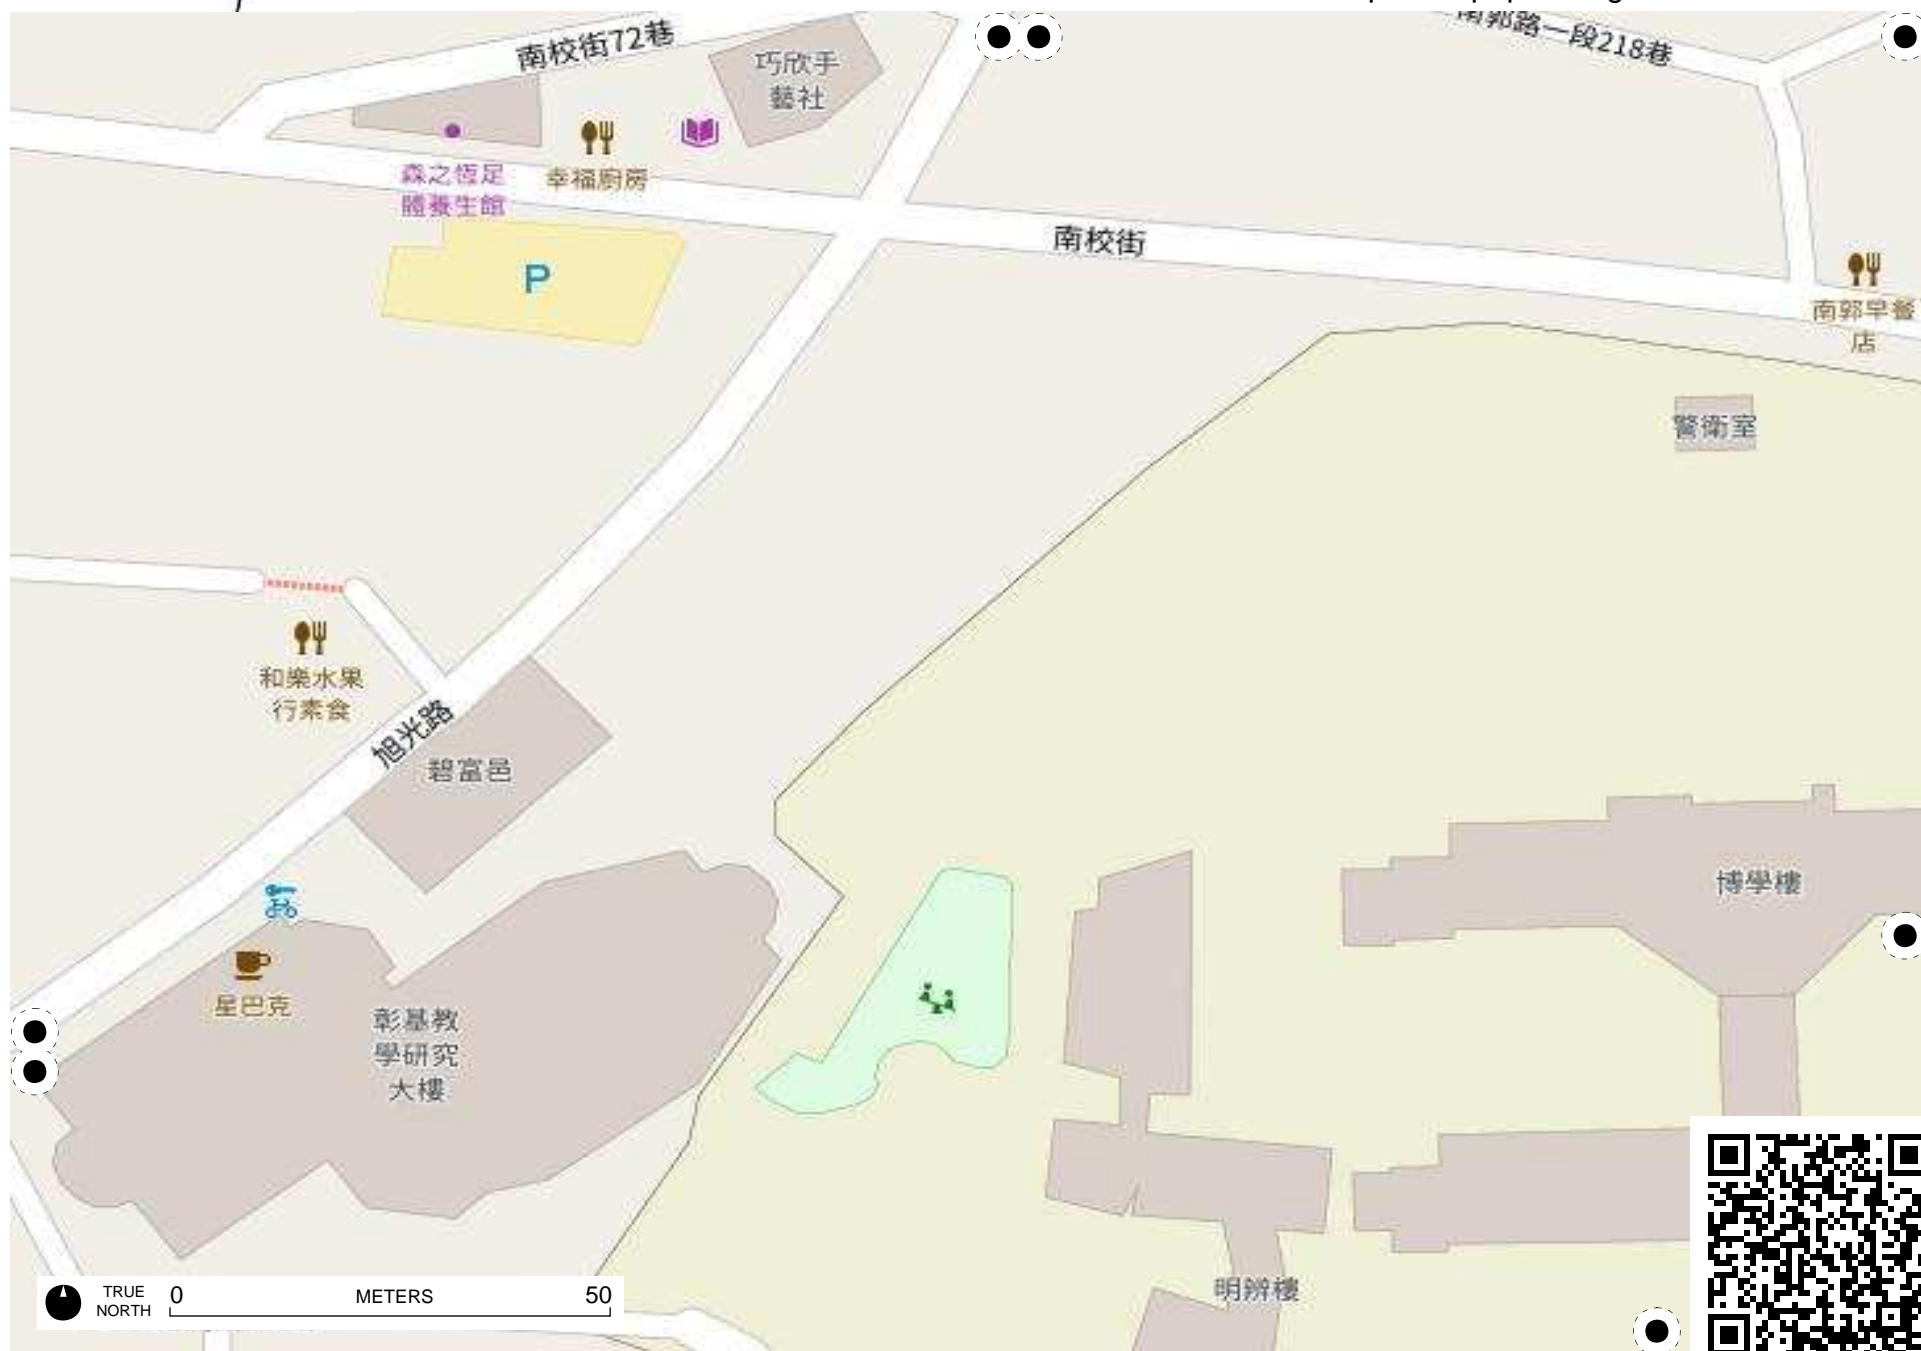 南校街72巷
巧欣手
藝社
南郭路一段218巷
森之恆足
體養生館
幸福廚房
P
南校街
南郭早餐
店
警衛室
和樂水果
行素食
旭光路
碧富邑
博學樓
星巴克
彰基教
學研究
大樓
明辨樓
TRUE
NORTH
0 METERS 50